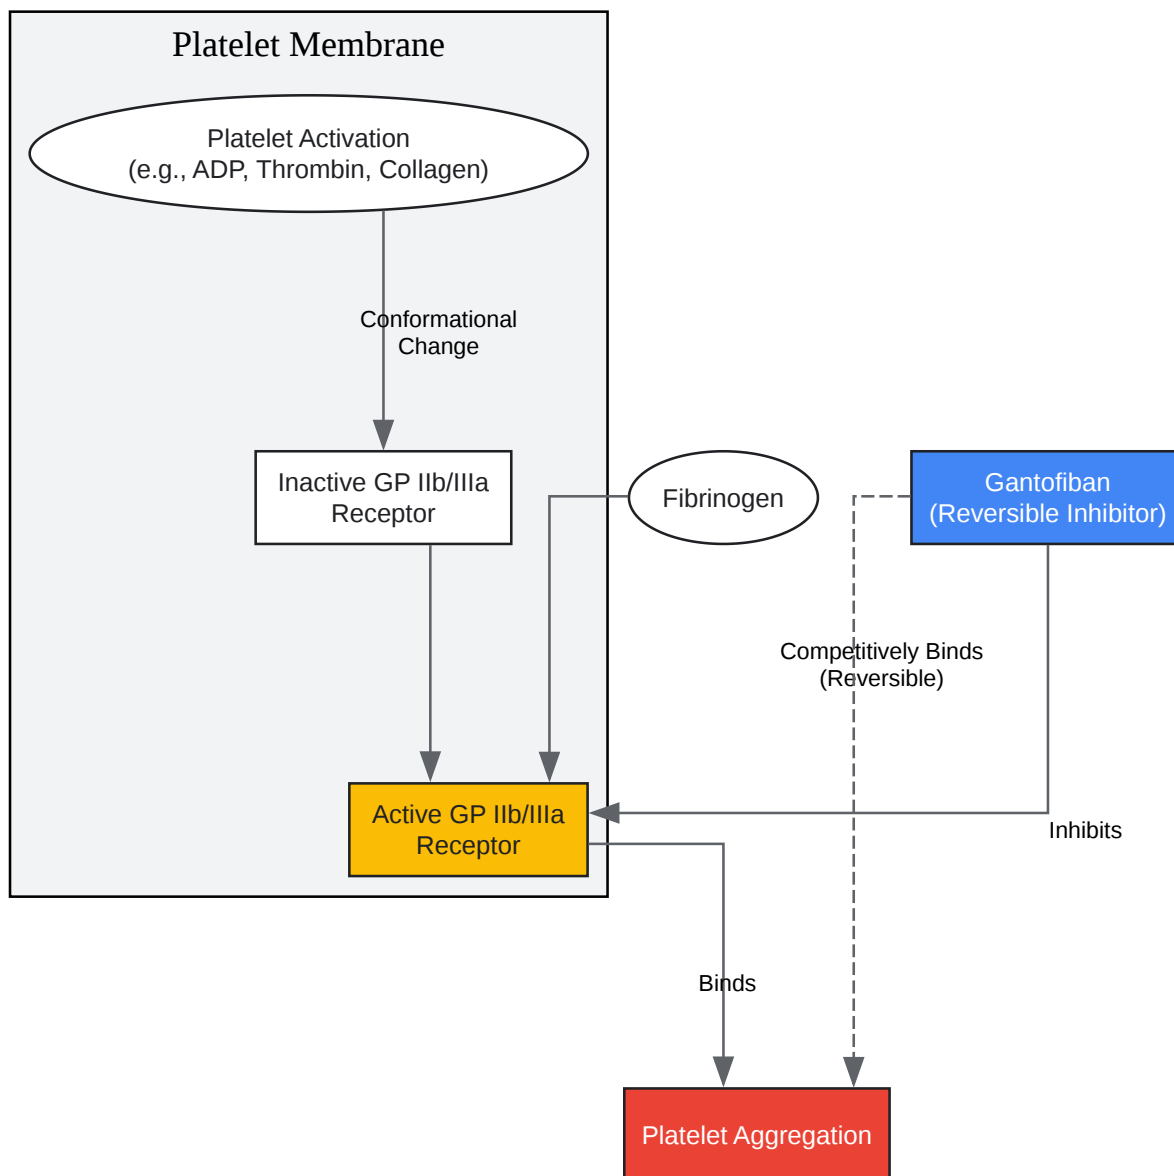 Platelet Membrane
Platelet Activation
(e.g., ADP, Thrombin, Collagen)
Conformational
Change
Inactive GP IIb/IIIa
Receptor
Fibrinogen
Gantofiban
(Reversible Inhibitor)
Competitively Binds
(Reversible)
Active GP IIb/IIIa
Receptor
Inhibits
Binds
Platelet Aggregation